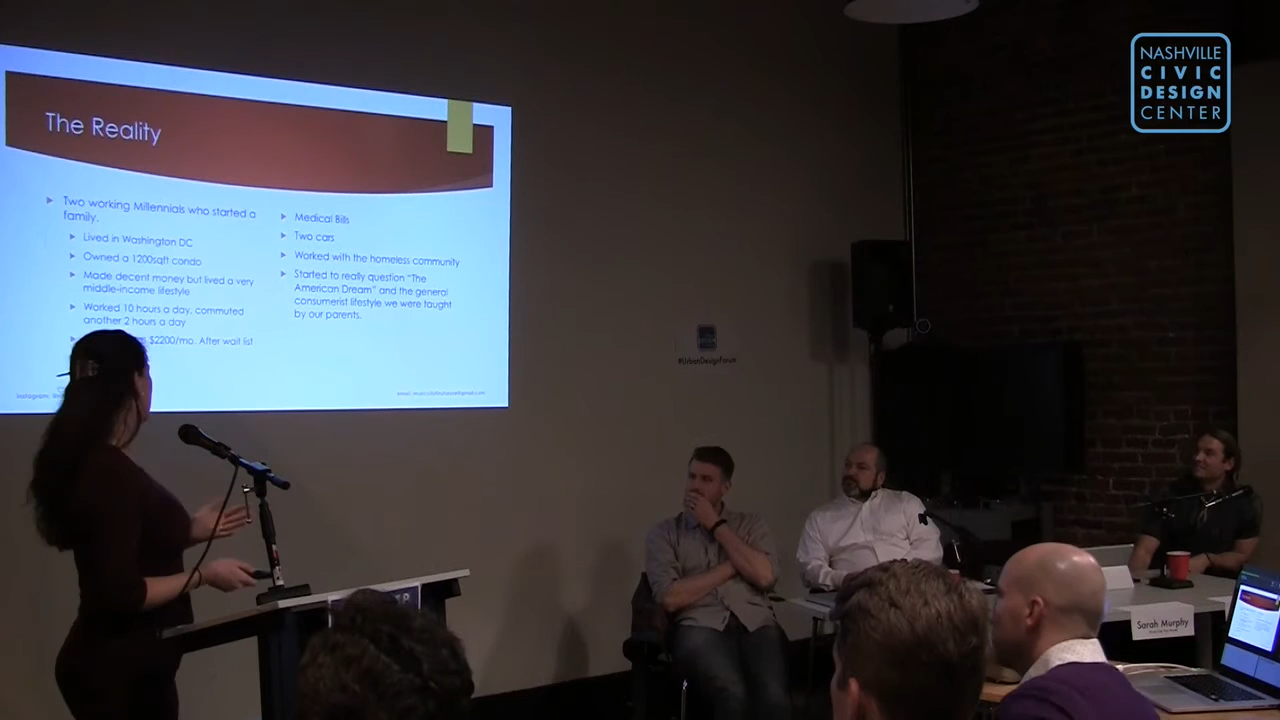 NASHVILLE
CIVIC
DESIGN
CENTER
The Reality
Two working Millennials who started a
family.
Lived in Washington DC
Owned a 1200sqft condo
Made decent money but lived a very
middle-income lifestyle
Worked 10 hours a day, commuted
another 2 hours a day
$2200/mo. After wait list
Medical Bills
Two cars
Worked with the homeless community
Started to really question “The
American Dream” and the general
consumerist lifestyle we were taught
by our parents.
#UrbanDesignForum
Sarah Murphy